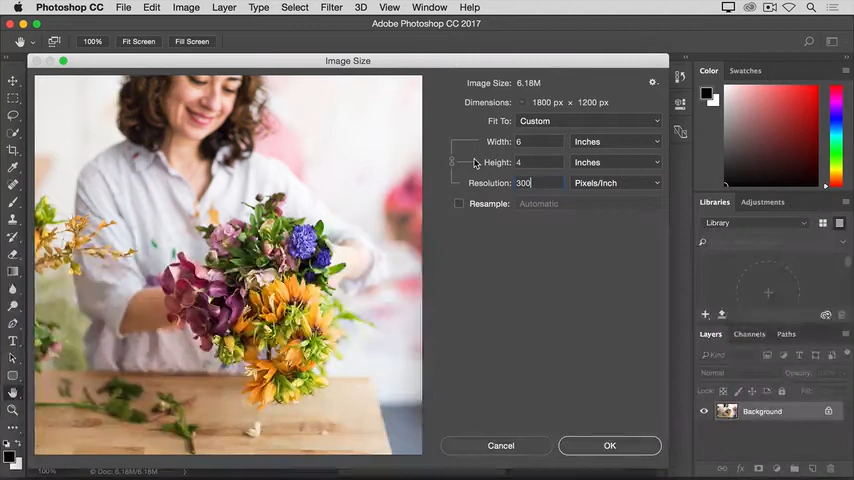 Photoshop CC File Edit Image Layer Type Select Filter 3D View Window Help
Adobe Photoshop CC 2017
100% Fit Screen Fill Screen
Image Size
Image Size: 6.18M
Dimensions: 1800 px × 1200 px
Fit To: Custom
Width: 6 Inches
Height: 4 Inches
Resolution: 300 Pixels/Inch
Resample: Automatic
Cancel OK
Color Swatches
Libraries Adjustments
Library
Layers Channels Paths
Kind
Normal Opacity:
Lock: Fill:
Background
100% Doc: 6.18M/6.18M